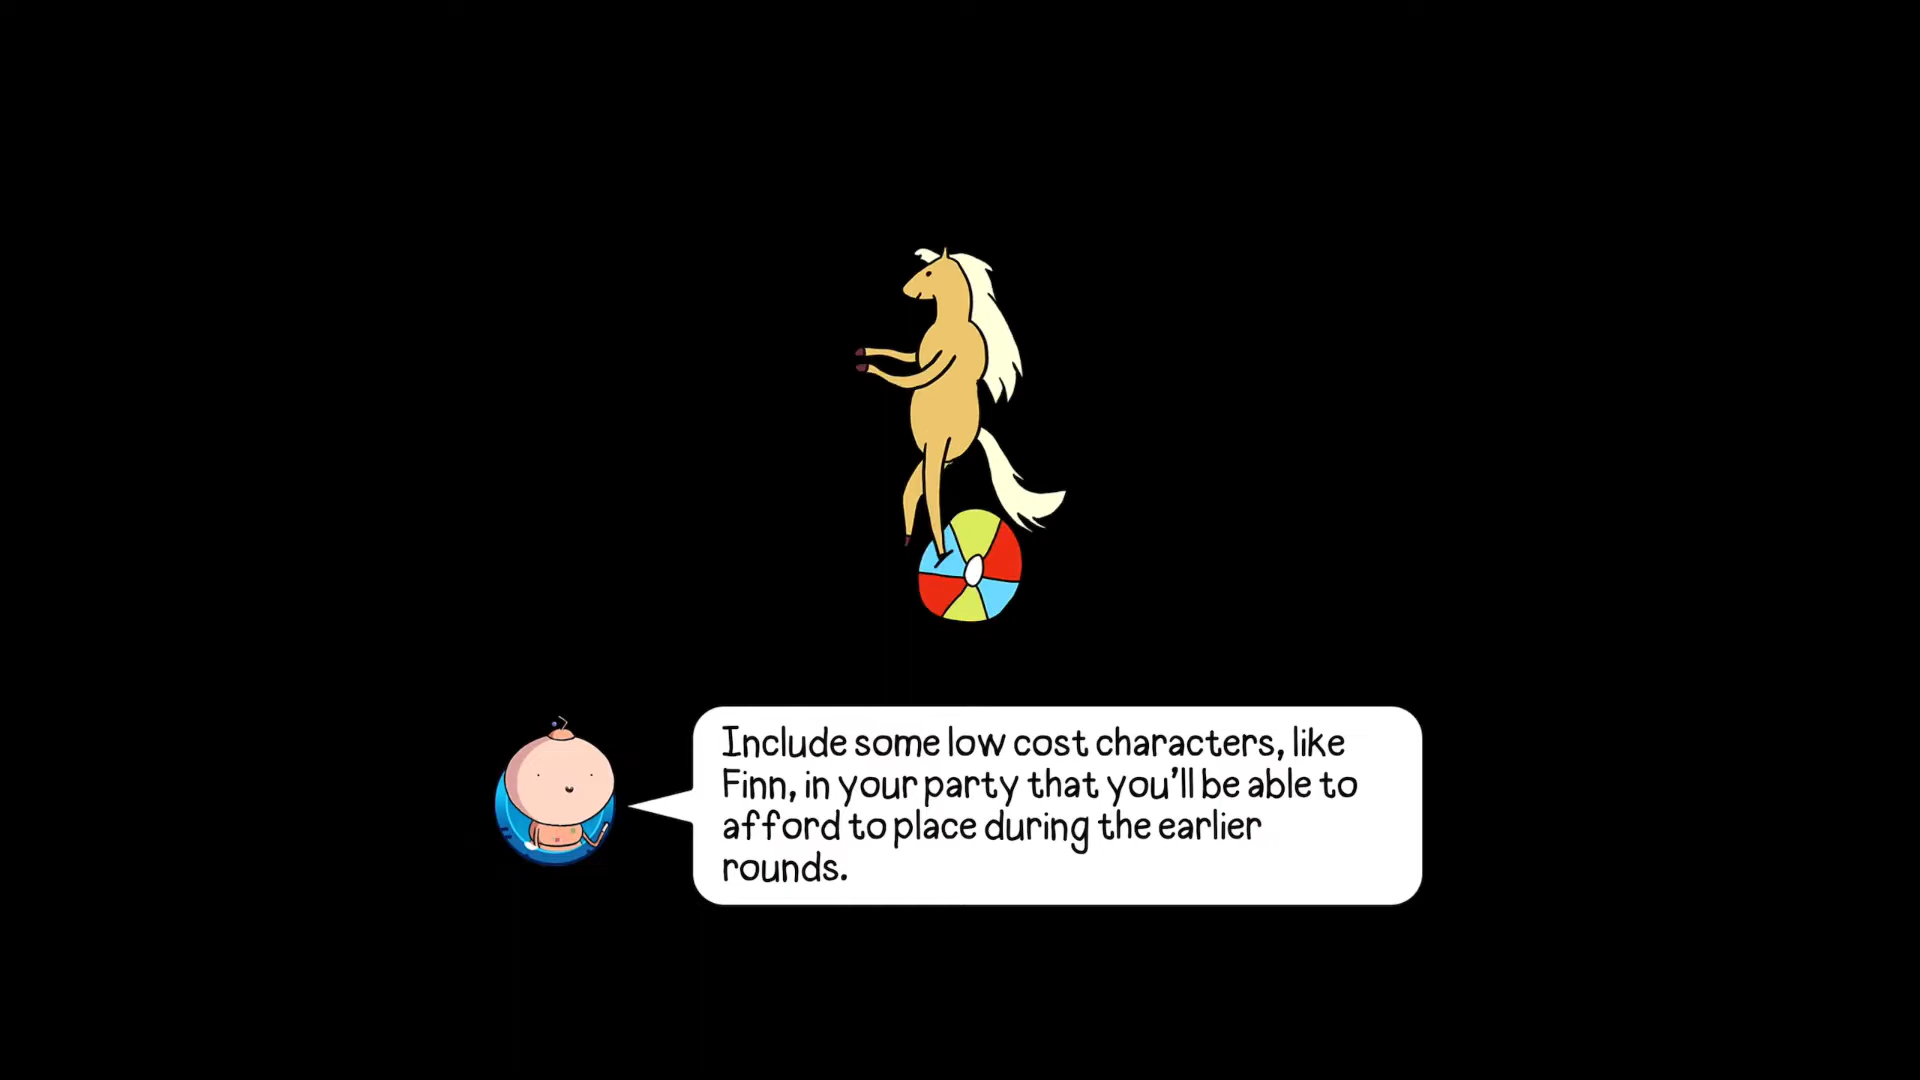 Include some low cost characters, like
Finn, in your party that you'll be able to
afford to place during the earlier
rounds.